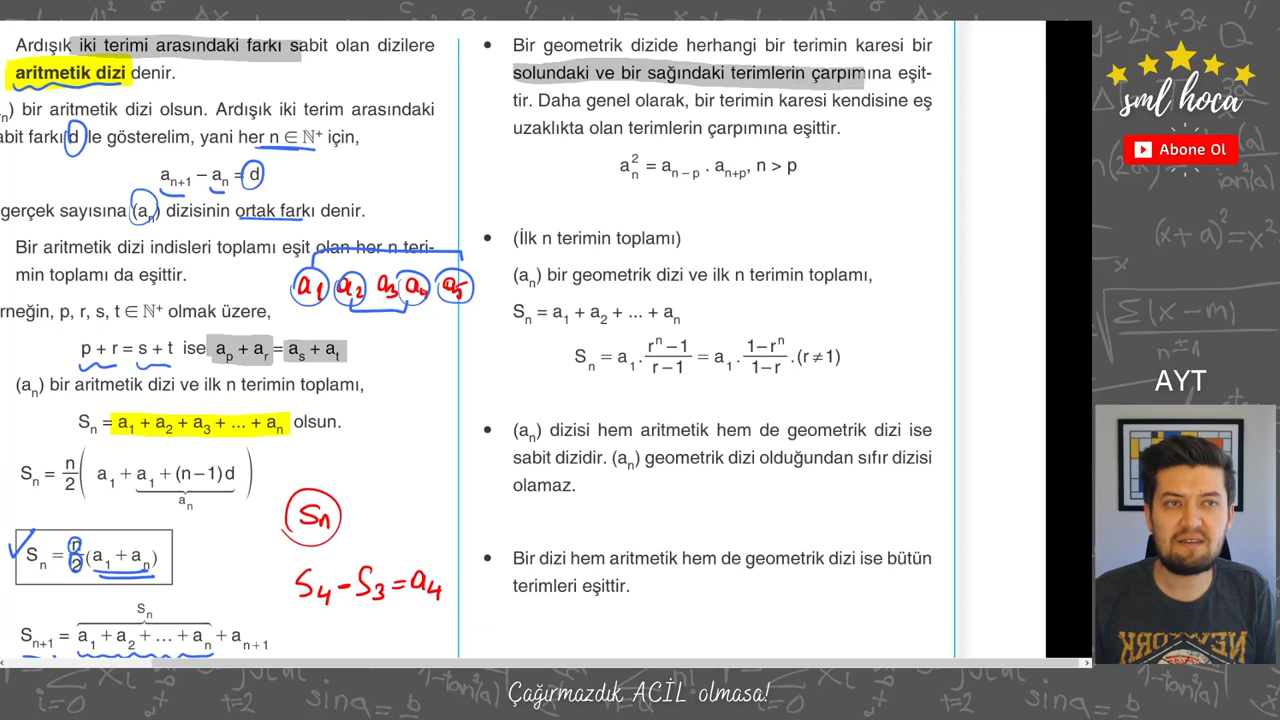 Ardışık iki terimi arasındaki farkı sabit olan dizilere
aritmetik dizi denir.
n) bir aritmetik dizi olsun. Ardışık iki terim arasındaki
abit farkı d ile gösterelim, yani her n ∈ ℕ⁺ için,
aₙ₊₁ – aₙ = d
gerçek sayısına (aₙ) dizisinin ortak farkı denir.
Bir aritmetik dizi indisleri toplamı eşit olan her n teri-
min toplamı da eşittir.
a₁ a₂ a₃ a₄ a₅
rneğin, p, r, s, t ∈ ℕ⁺ olmak üzere,
p + r = s + t ise aₚ + aᵣ = aₛ + aₜ
(aₙ) bir aritmetik dizi ve ilk n terimin toplamı,
Sₙ = a₁ + a₂ + a₃ + ... + aₙ olsun.
Sₙ = n/2 ( a₁ + a₁ + (n – 1) d )
aₙ
Sₙ
Sₙ = n/2 (a₁ + aₙ)
S₄ - S₃ = a₄
Sₙ
Sₙ₊₁ = a₁ + a₂ + ... + aₙ + aₙ₊₁
• Bir geometrik dizide herhangi bir terimin karesi bir
solundaki ve bir sağındaki terimlerin çarpımına eşit-
tir. Daha genel olarak, bir terimin karesi kendisine eş
uzaklıkta olan terimlerin çarpımına eşittir.
aₙ² = aₙ₋ₚ . aₙ₊ₚ, n > p
• (İlk n terimin toplamı)
(aₙ) bir geometrik dizi ve ilk n terimin toplamı,
Sₙ = a₁ + a₂ + ... + aₙ
Sₙ = a₁ . rⁿ – 1/r – 1 = a₁ . 1 – rⁿ/1 – r . (r ≠ 1)
• (aₙ) dizisi hem aritmetik hem de geometrik dizi ise
sabit dizidir. (aₙ) geometrik dizi olduğundan sıfır dizisi
olamaz.
• Bir dizi hem aritmetik hem de geometrik dizi ise bütün
terimleri eşittir.
sml hoca
Abone Ol
AYT
NEW YORK
Çağırmazdık ACİL olmasa!